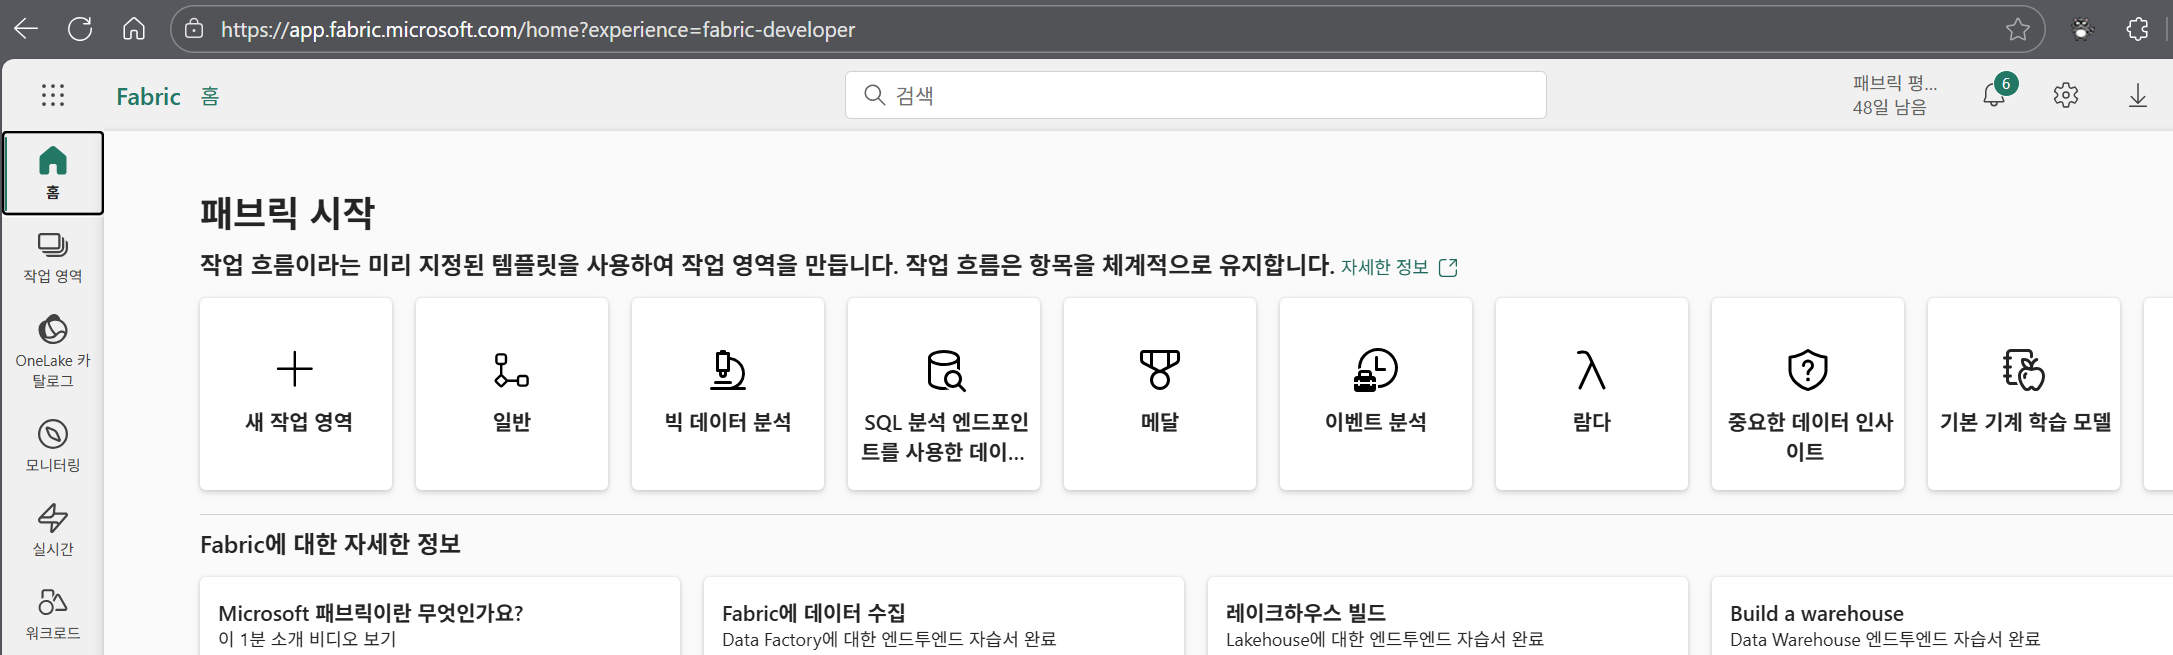 https://app.fabric.microsoft.com/home?experience=fabric-developer
Fabric 홈
검색
패브릭 평...
48일 남음
6
홈
작업 영역
OneLake 카
탈로그
모니터링
실시간
워크로드
패브릭 시작
작업 흐름이라는 미리 지정된 템플릿을 사용하여 작업 영역을 만듭니다. 작업 흐름은 항목을 체계적으로 유지합니다. 자세한 정보
새 작업 영역
일반
빅 데이터 분석
SQL 분석 엔드포인
트를 사용한 데이...
메달
이벤트 분석
람다
중요한 데이터 인사
이트
기본 기계 학습 모델
Fabric에 대한 자세한 정보
Microsoft 패브릭이란 무엇인가요?
이 1분 소개 비디오 보기
Fabric에 데이터 수집
Data Factory에 대한 엔드투엔드 자습서 완료
레이크하우스 빌드
Lakehouse에 대한 엔드투엔드 자습서 완료
Build a warehouse
Data Warehouse 엔드투엔드 자습서 완료